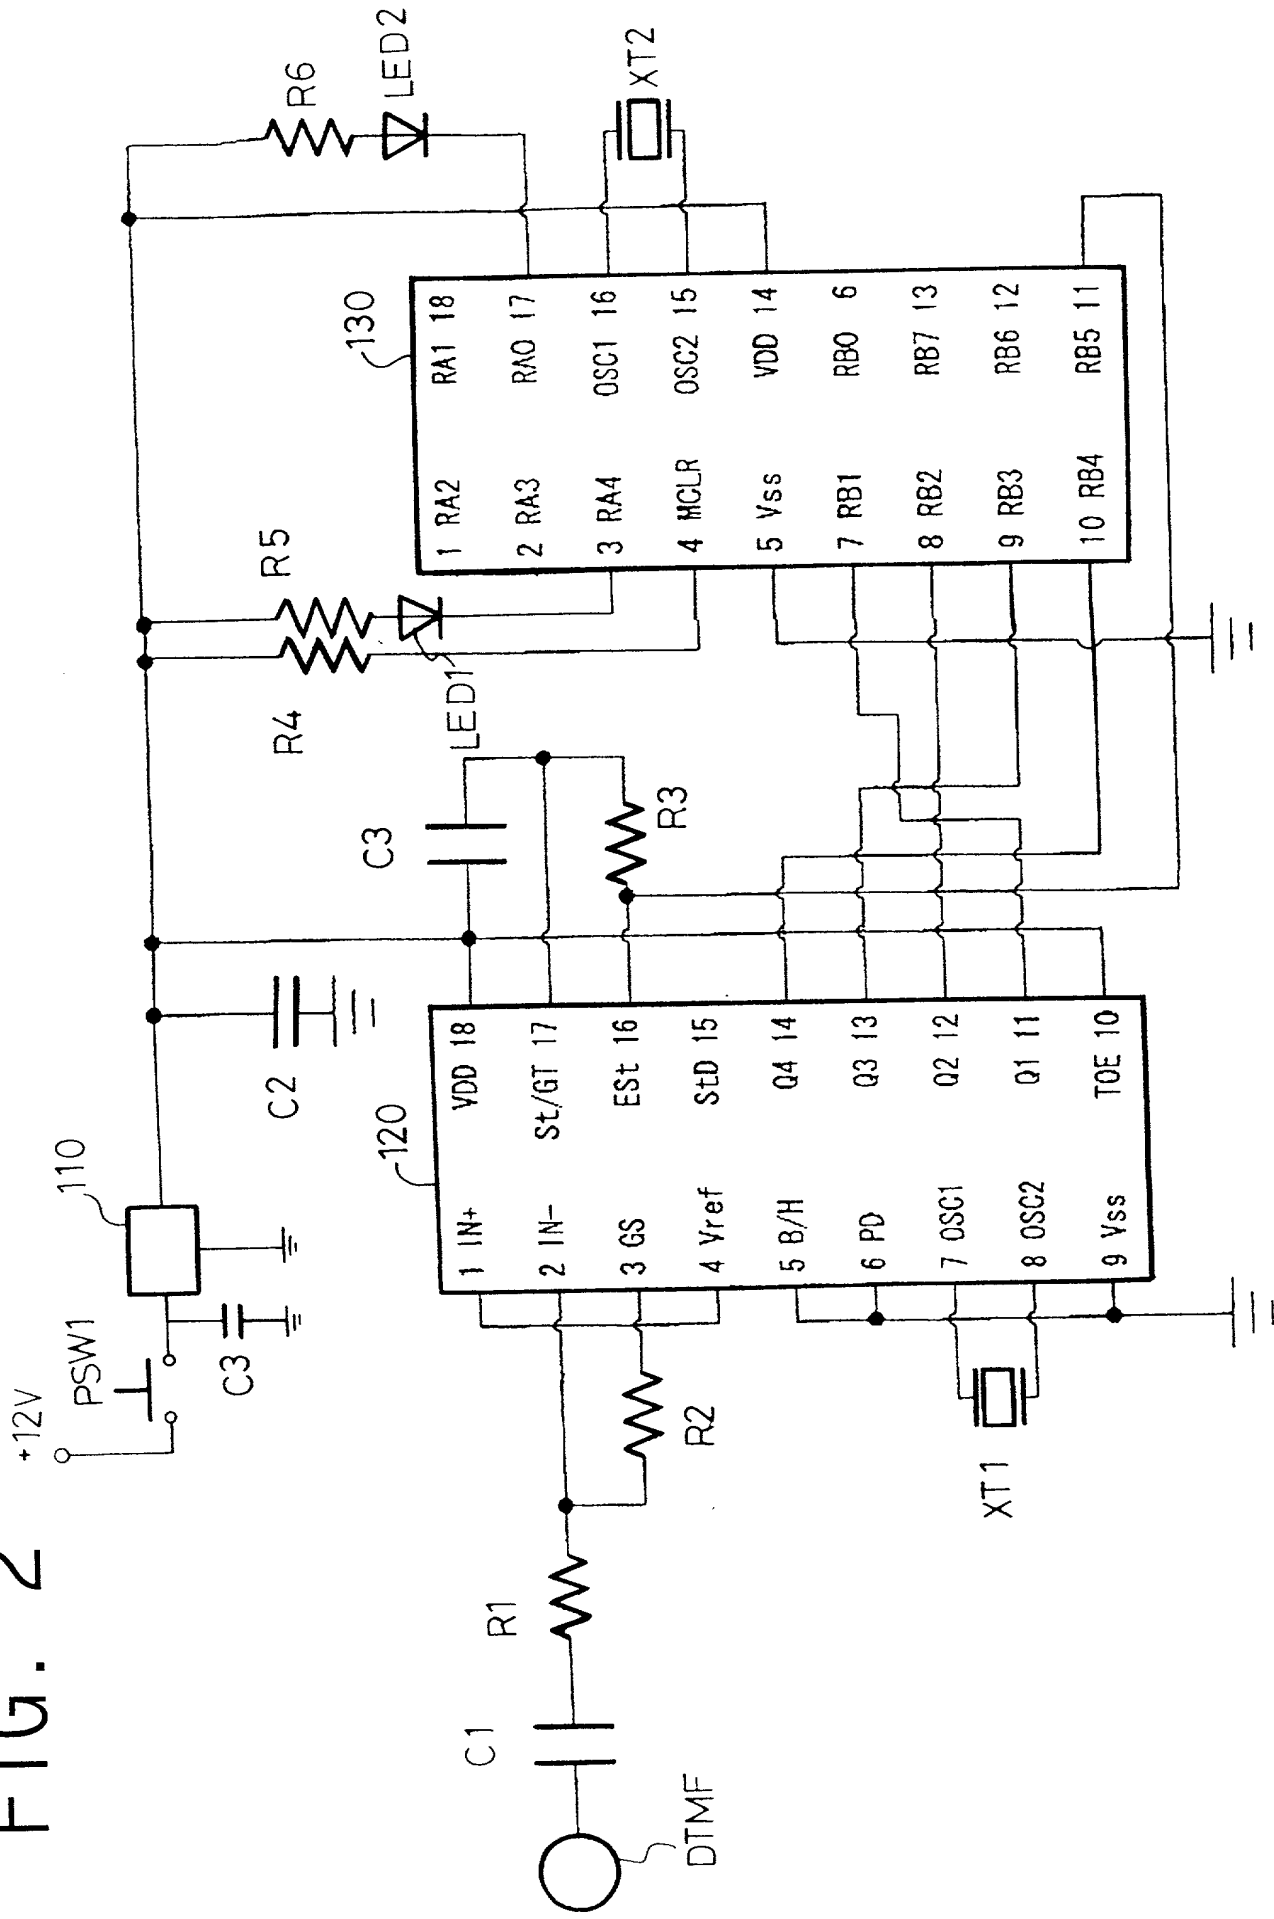 FIG. 2
+12V
PSW1
110
C3
C2
C3
R3
R4
R5
LED1
R6
LED2
DTMF
C1
R1
R2
XT1
120
1 IN+
VDD 18
2 IN-
St/GT 17
3 GS
ESt 16
4 Vref
StD 15
5 B/H
Q4 14
6 PD
Q3 13
7 OSC1
Q2 12
8 OSC2
Q1 11
9 Vss
TOE 10
130
1 RA2
RA1 18
2 RA3
RA0 17
3 RA4
OSC1 16
4 MCLR
OSC2 15
5 Vss
VDD 14
7 RB1
RB0 6
8 RB2
RB7 13
9 RB3
RB6 12
10 RB4
RB5 11
XT2